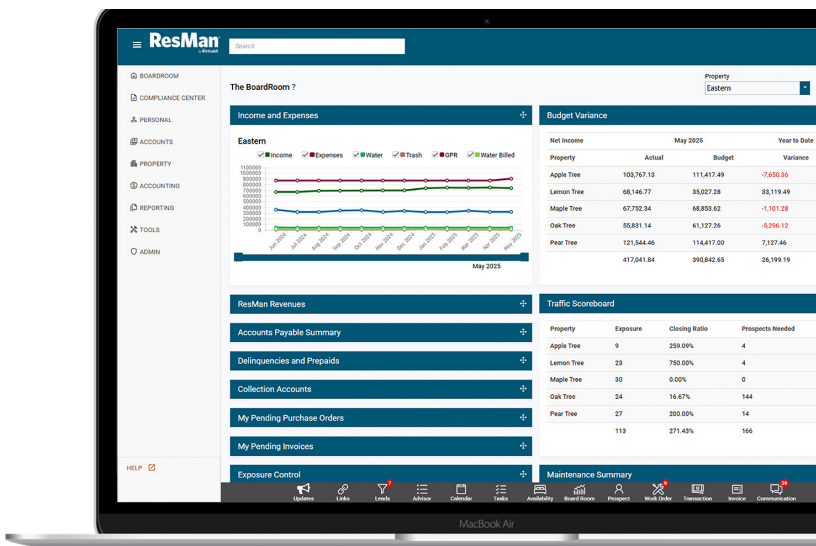 ResMan
by Inhabit
Search
BOARDROOM
COMPLIANCE CENTER
PERSONAL
ACCOUNTS
PROPERTY
ACCOUNTING
REPORTING
TOOLS
ADMIN
HELP
The BoardRoom ?
Property
Eastern
Income and Expenses
Eastern
Income Expenses Water Trash GPR Water Billed
1100000
1000000
900000
800000
700000
600000
500000
400000
300000
200000
100000
0
Jun 2024 Jul 2024 Aug 2024 Sep 2024 Oct 2024 Nov 2024 Dec 2024 Jan 2025 Feb 2025 Mar 2025 Apr 2025 May 2025
May 2025
ResMan Revenues
Accounts Payable Summary
Delinquencies and Prepaids
Collection Accounts
My Pending Purchase Orders
My Pending Invoices
Exposure Control
Budget Variance
Net Income May 2025 Year to Date
Property Actual Budget Variance
Apple Tree 103,767.13 111,417.49 -7,650.36
Lemon Tree 68,146.77 35,027.28 33,119.49
Maple Tree 67,752.34 68,853.62 -1,101.28
Oak Tree 55,831.14 61,127.26 -5,296.12
Pear Tree 121,544.46 114,417.00 7,127.46
417,041.84 390,842.65 26,199.19
Traffic Scoreboard
Property Exposure Closing Ratio Prospects Needed
Apple Tree 9 259.09% 4
Lemon Tree 23 750.00% 4
Maple Tree 30 0.00% 0
Oak Tree 24 16.67% 144
Pear Tree 27 200.00% 14
113 271.43% 166
Maintenance Summary
7 9 39
Updates Links Leads Advisor Calendar Tasks Availability Board Room Prospect Work Order Transaction Invoice Communication
MacBook Air